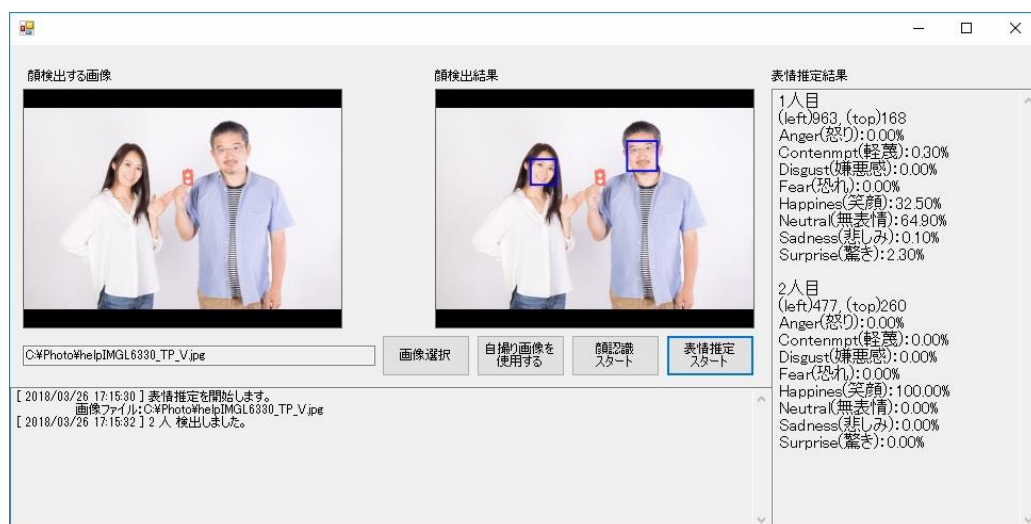 顔検出する画像
顔検出結果
表情推定結果
1人目
(left)963, (top)168
Anger(怒り):0.00%
Contenmpt(軽蔑):0.30%
Disgust(嫌悪感):0.00%
Fear(恐れ):0.00%
Happines(笑顔):32.50%
Neutral(無表情):64.90%
Sadness(悲しみ):0.10%
Surprise(驚き):2.30%
2人目
(left)477, (top)260
Anger(怒り):0.00%
Contenmpt(軽蔑):0.00%
Disgust(嫌悪感):0.00%
Fear(恐れ):0.00%
Happines(笑顔):100.00%
Neutral(無表情):0.00%
Sadness(悲しみ):0.00%
Surprise(驚き):0.00%
C:¥Photo¥helpIMGL6330_TP_V.jpg
画像選択
自撮り画像を
使用する
顔認識
スタート
表情推定
スタート
[ 2018/03/26 17:15:30 ] 表情推定を開始します。
画像ファイル:C:¥Photo¥helpIMGL6330_TP_V.jpg
[ 2018/03/26 17:15:32 ] 2 人 検出しました。